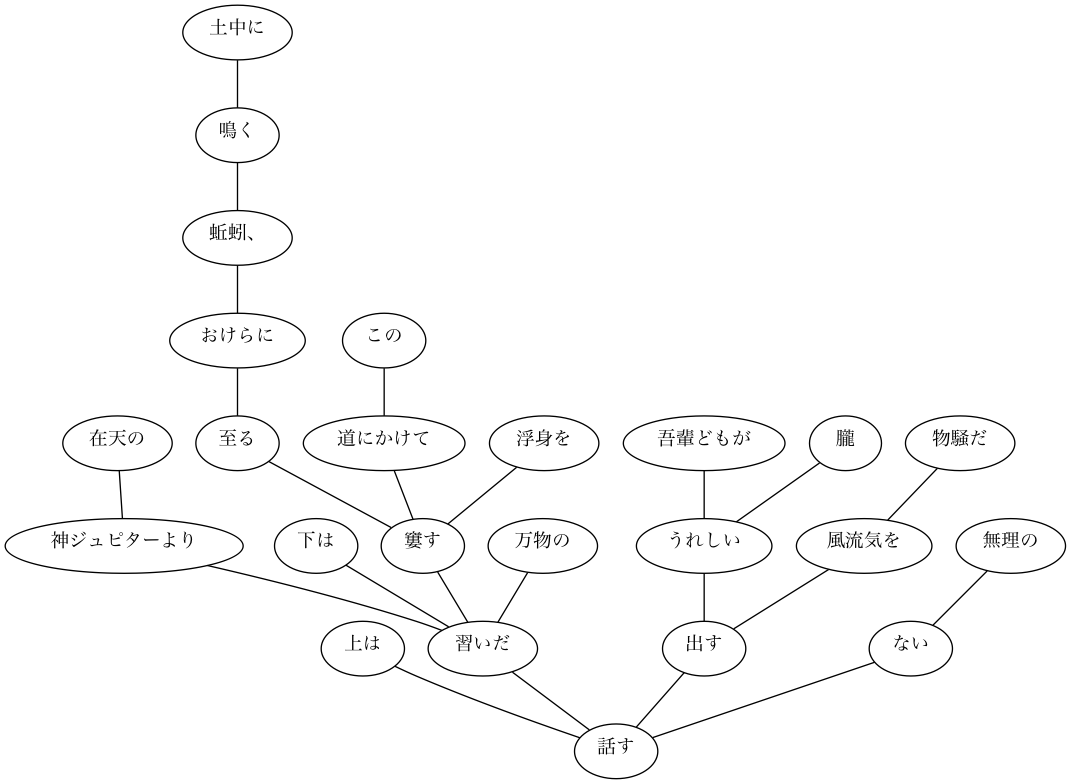 土中に
鳴く
蚯蚓、
おけらに
この
在天の
至る
道にかけて
浮身を
吾輩どもが
朧
物騒だ
神ジュピターより
下は
窶す
万物の
うれしい
風流気を
無理の
上は
習いだ
出す
ない
話す